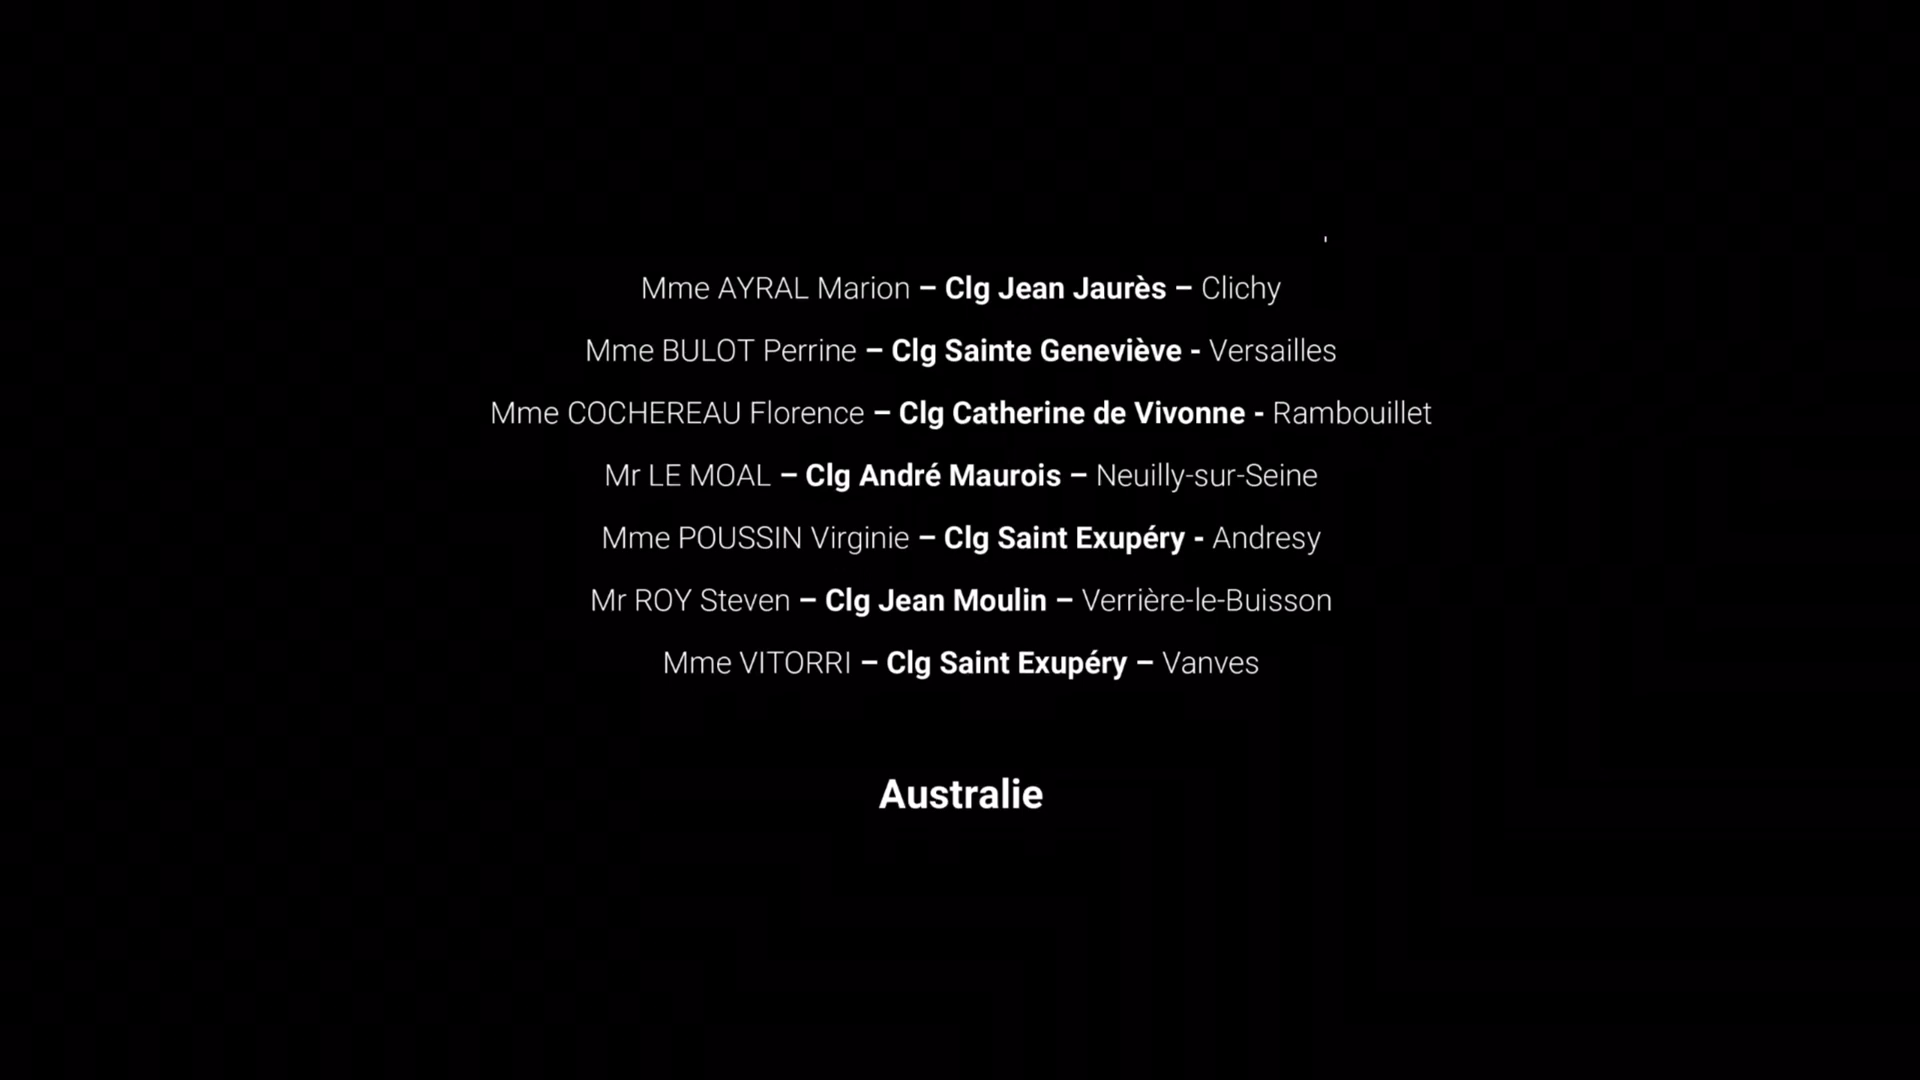 Mme AYRAL Marion – Clg Jean Jaurès – Clichy
Mme BULOT Perrine – Clg Sainte Geneviève - Versailles
Mme COCHEREAU Florence – Clg Catherine de Vivonne - Rambouillet
Mr LE MOAL – Clg André Maurois – Neuilly-sur-Seine
Mme POUSSIN Virginie – Clg Saint Exupéry - Andresy
Mr ROY Steven – Clg Jean Moulin – Verrière-le-Buisson
Mme VITORRI – Clg Saint Exupéry – Vanves
Australie